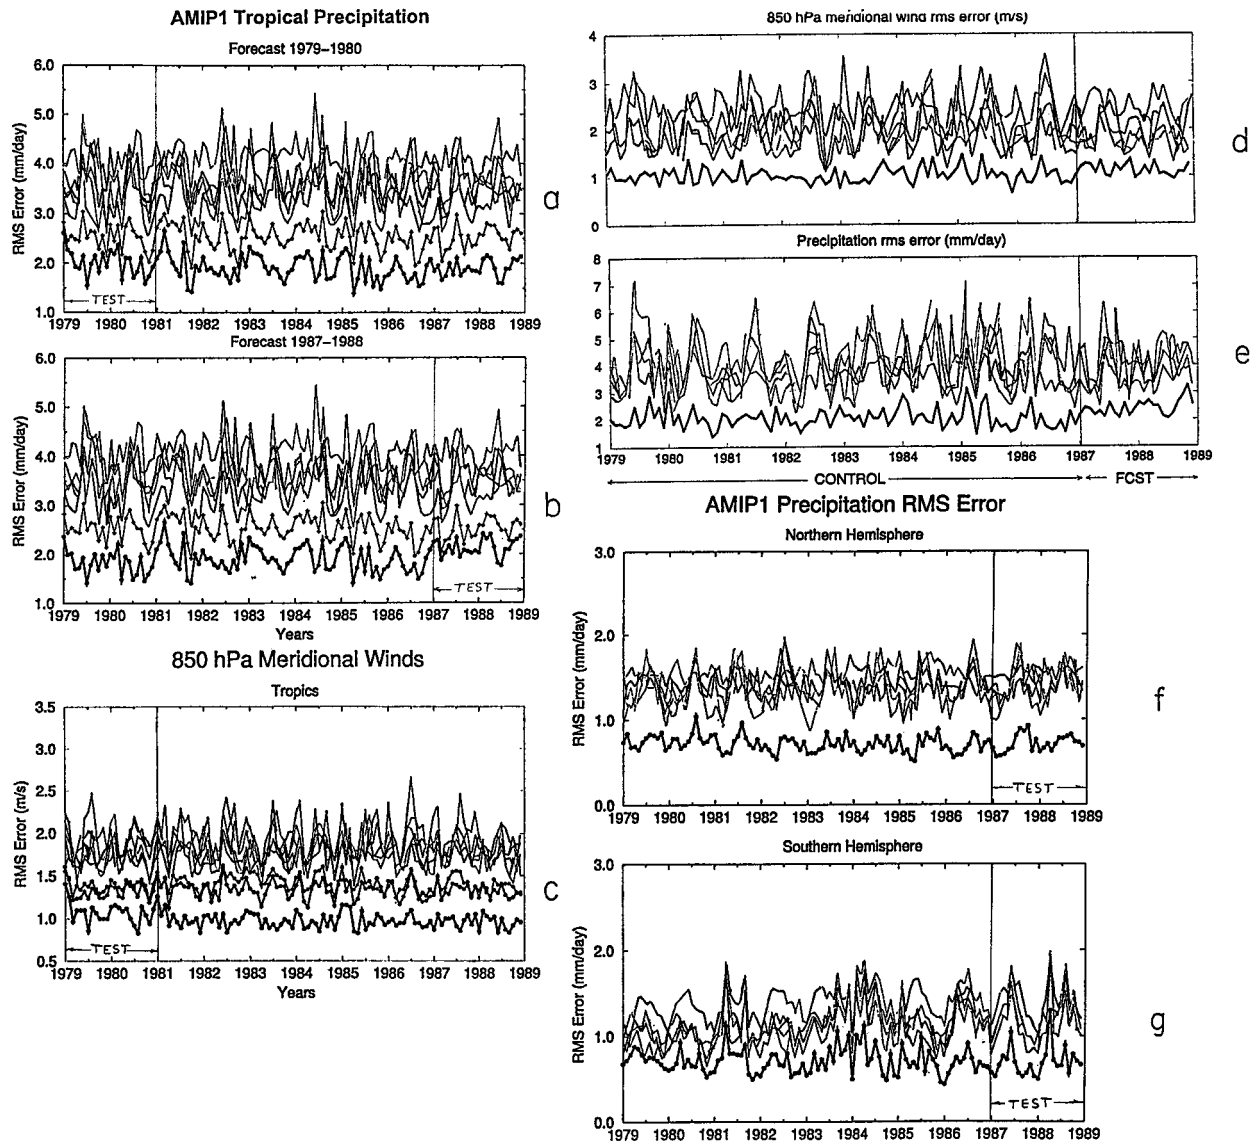 AMIP1 Tropical Precipitation
Forecast 1979–1980
RMS Error (mm/day)
6.0
5.0
4.0
3.0
2.0
1.0
TEST
1979 1980 1981 1982 1983 1984 1985 1986 1987 1988 1989
a
Forecast 1987–1988
RMS Error (mm/day)
6.0
5.0
4.0
3.0
2.0
1.0
TEST
1979 1980 1981 1982 1983 1984 1985 1986 1987 1988 1989
Years
b
850 hPa Meridional Winds
Tropics
RMS Error (m/s)
3.5
3.0
2.5
2.0
1.5
1.0
0.5
TEST
1979 1980 1981 1982 1983 1984 1985 1986 1987 1988 1989
Years
c
850 hPa meridional wind rms error (m/s)
4
3
2
1
0
d
Precipitation rms error (mm/day)
8
7
6
5
4
3
2
1
1979 1980 1981 1982 1983 1984 1985 1986 1987 1988 1989
CONTROL FCST
e
AMIP1 Precipitation RMS Error
Northern Hemisphere
RMS Error (mm/day)
3.0
2.0
1.0
0.0
TEST
1979 1980 1981 1982 1983 1984 1985 1986 1987 1988 1989
f
Southern Hemisphere
RMS Error (mm/day)
3.0
2.0
1.0
0.0
TEST
1979 1980 1981 1982 1983 1984 1985 1986 1987 1988 1989
g